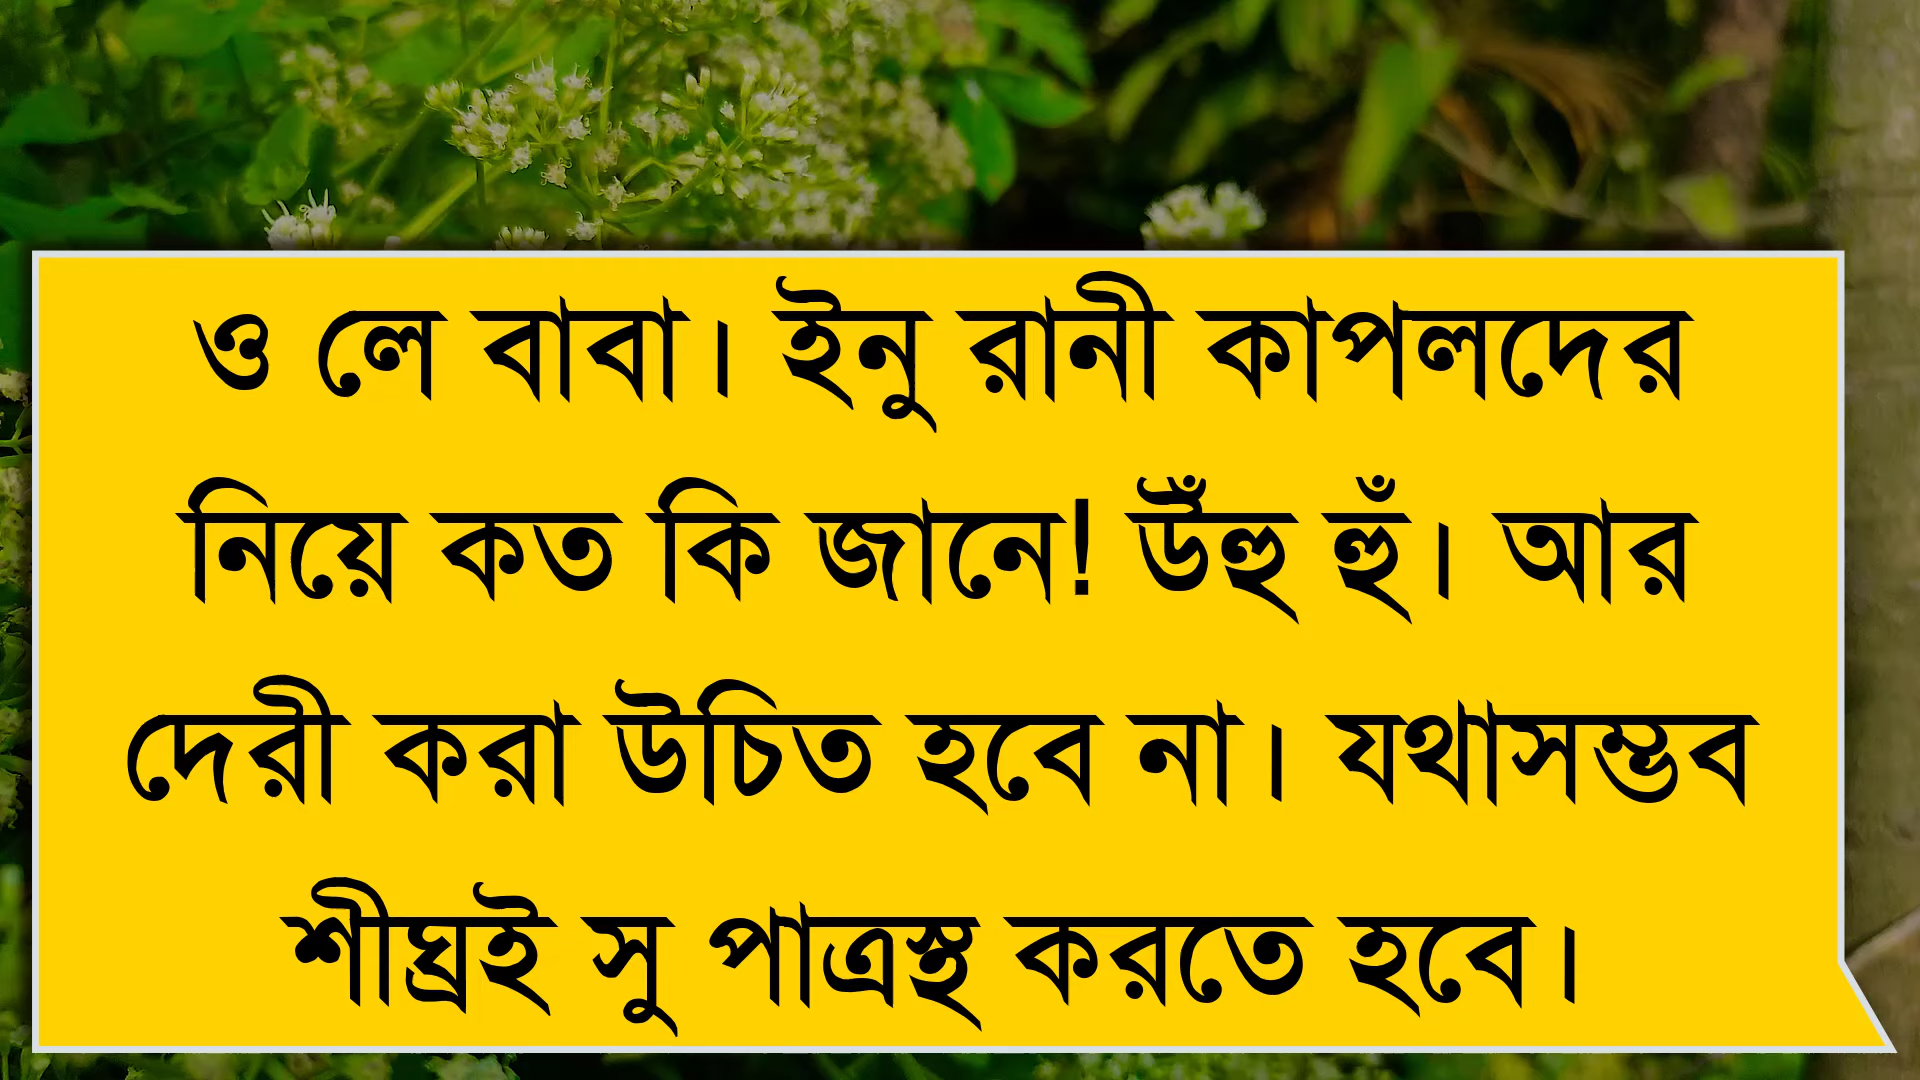 ও লে বাবা। ইনু রানী কাপলদের
নিয়ে কত কি জানে! উঁহু হুঁ। আর
দেরী করা উচিত হবে না। যথাসম্ভব
শীঘ্রই সু পাত্রস্থ করতে হবে।